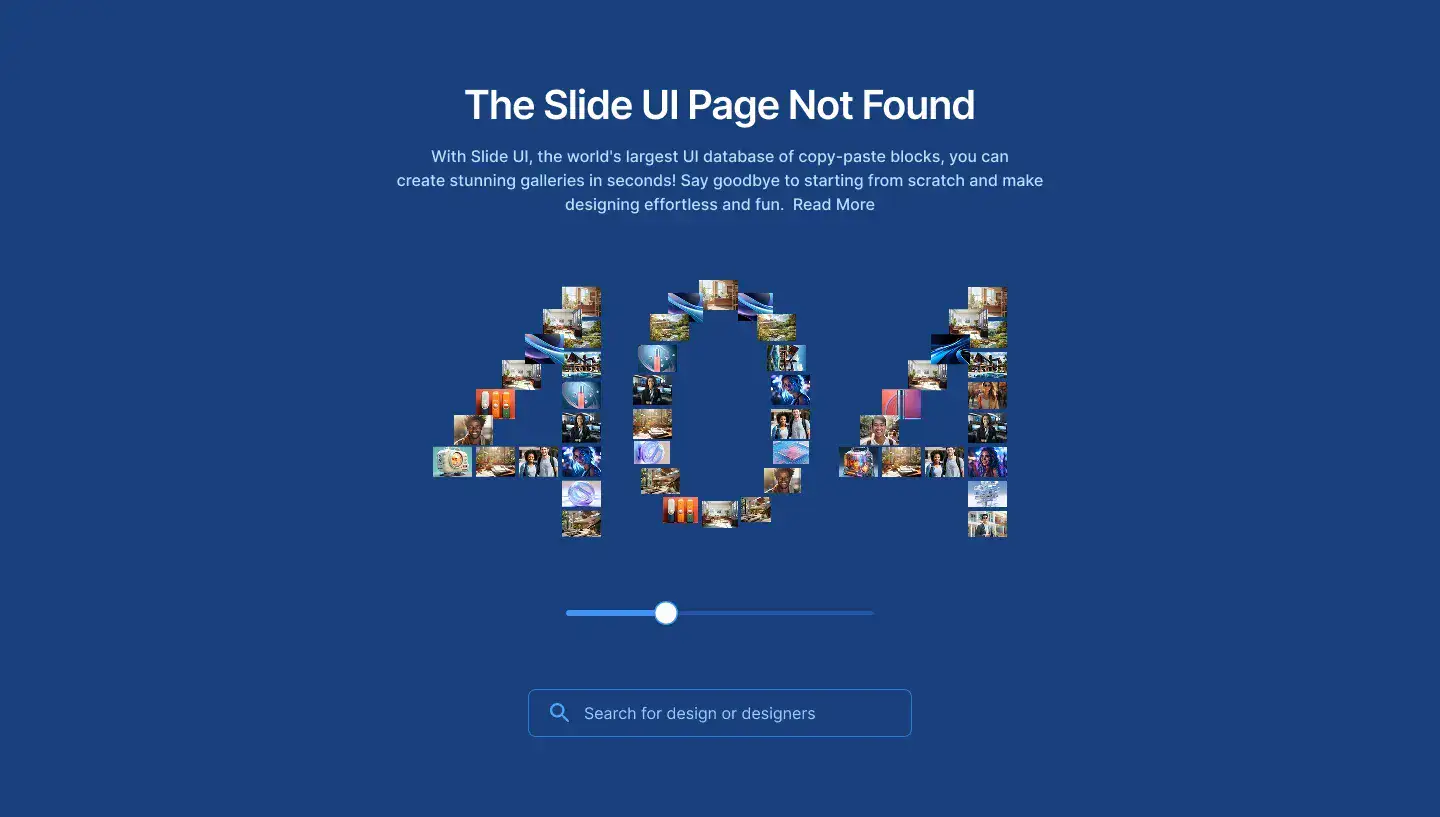 The Slide UI Page Not Found
With Slide UI, the world's largest UI database of copy-paste blocks, you can
create stunning galleries in seconds! Say goodbye to starting from scratch and make
designing effortless and fun.  Read More
404
Search for design or designers